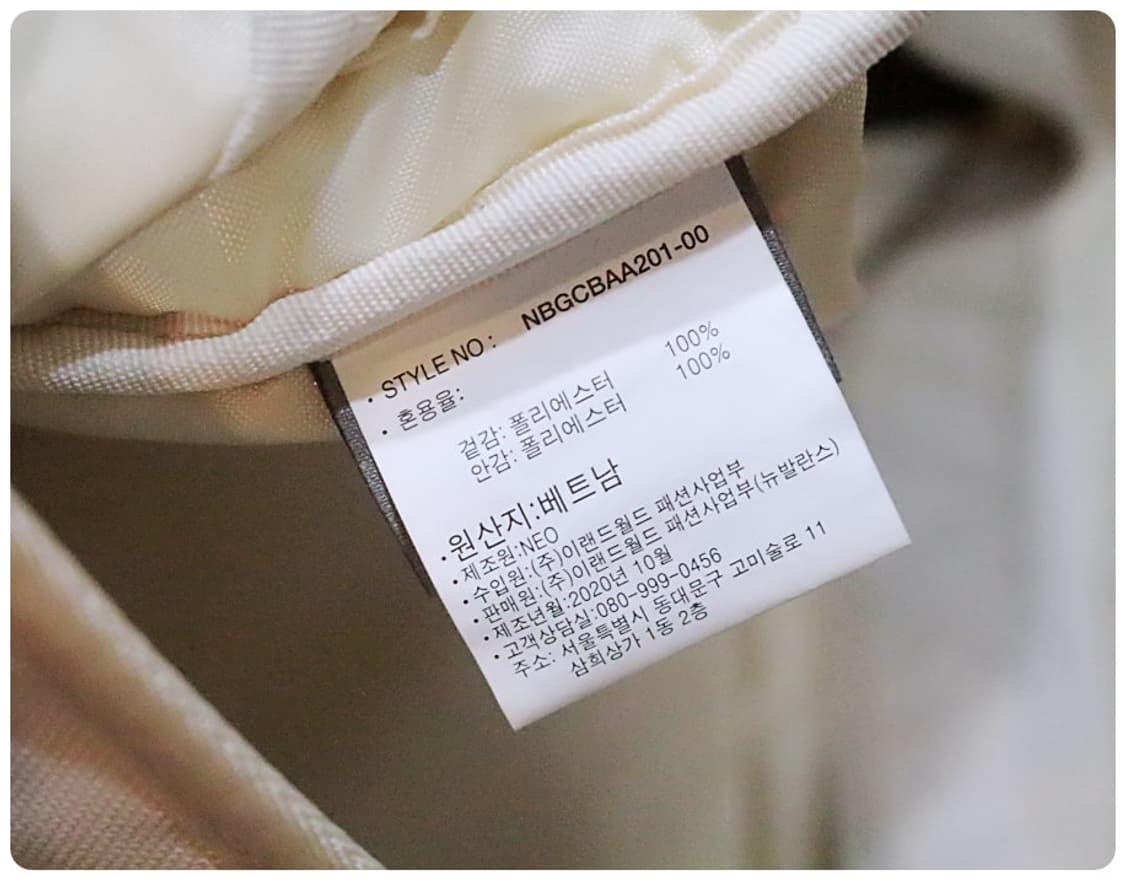 • STYLE NO : NBGCBAA201-00
• 혼용율:
겉감: 폴리에스터 100%
안감: 폴리에스터 100%
• 원산지:베트남
• 제조원:NEO
• 수입원:(주)이랜드월드 패션사업부
• 판매원:(주)이랜드월드 패션사업부(뉴발란스)
• 제조년월:2020년 10월
• 고객상담실:080-999-0456
주소: 서울특별시 동대문구 고미술로 11
삼희상가 1동 2층